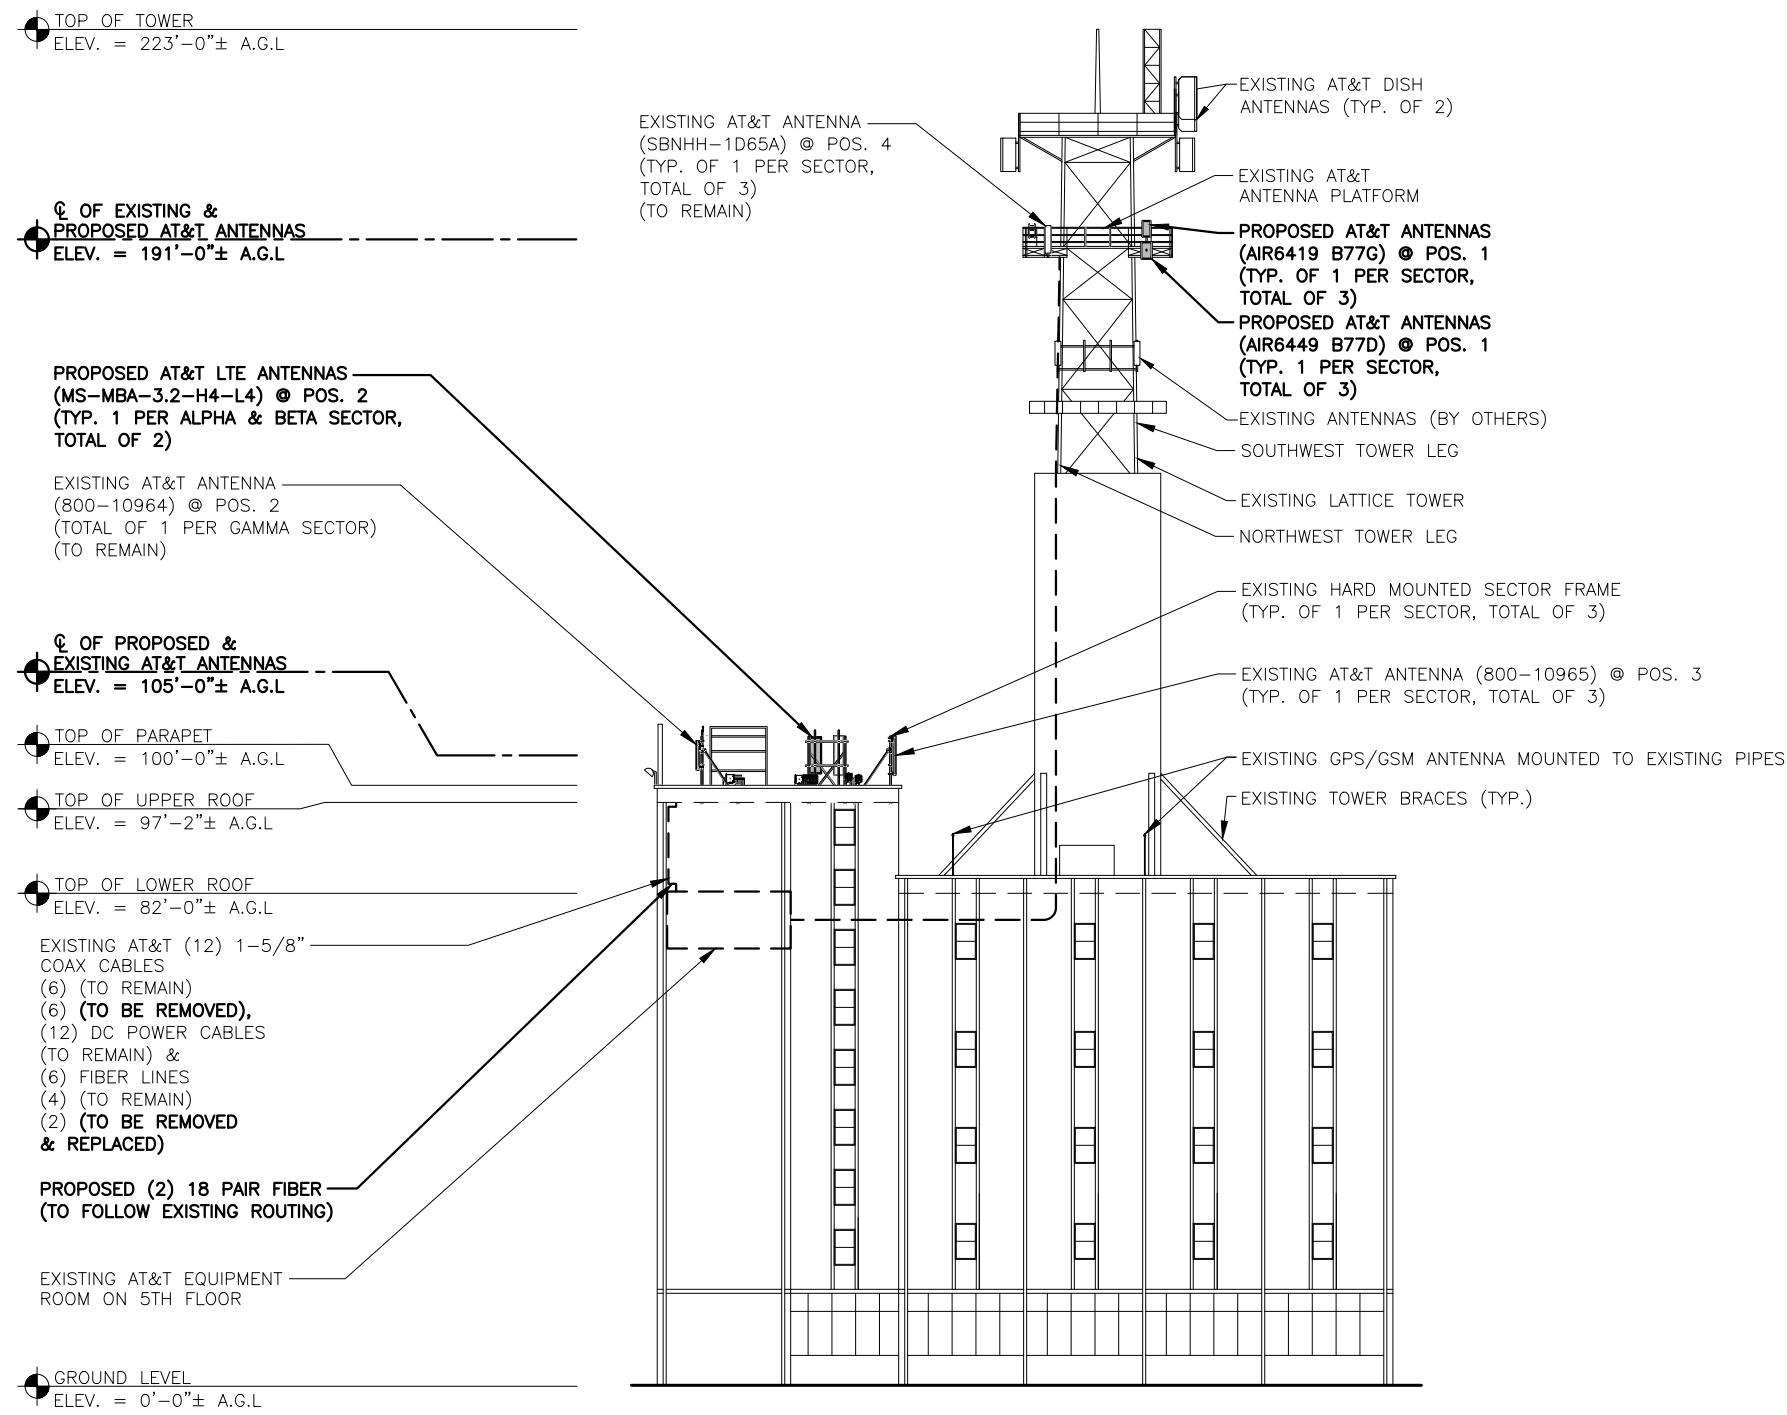 TOP OF TOWER
ELEV. = 223'-0"± A.G.L
℄ OF EXISTING &
PROPOSED AT&T ANTENNAS
ELEV. = 191'-0"± A.G.L
PROPOSED AT&T LTE ANTENNAS
(MS-MBA-3.2-H4-L4) @ POS. 2
(TYP. 1 PER ALPHA & BETA SECTOR,
TOTAL OF 2)
EXISTING AT&T ANTENNA
(800-10964) @ POS. 2
(TOTAL OF 1 PER GAMMA SECTOR)
(TO REMAIN)
℄ OF PROPOSED &
EXISTING AT&T ANTENNAS
ELEV. = 105'-0"± A.G.L
TOP OF PARAPET
ELEV. = 100'-0"± A.G.L
TOP OF UPPER ROOF
ELEV. = 97'-2"± A.G.L
TOP OF LOWER ROOF
ELEV. = 82'-0"± A.G.L
EXISTING AT&T (12) 1-5/8"
COAX CABLES
(6) (TO REMAIN)
(6) (TO BE REMOVED),
(12) DC POWER CABLES
(TO REMAIN) &
(6) FIBER LINES
(4) (TO REMAIN)
(2) (TO BE REMOVED
& REPLACED)
PROPOSED (2) 18 PAIR FIBER
(TO FOLLOW EXISTING ROUTING)
EXISTING AT&T EQUIPMENT
ROOM ON 5TH FLOOR
GROUND LEVEL
ELEV. = 0'-0"± A.G.L
EXISTING AT&T ANTENNA
(SBNHH-1D65A) @ POS. 4
(TYP. OF 1 PER SECTOR,
TOTAL OF 3)
(TO REMAIN)
EXISTING AT&T DISH
ANTENNAS (TYP. OF 2)
EXISTING AT&T
ANTENNA PLATFORM
PROPOSED AT&T ANTENNAS
(AIR6419 B77G) @ POS. 1
(TYP. OF 1 PER SECTOR,
TOTAL OF 3)
PROPOSED AT&T ANTENNAS
(AIR6449 B77D) @ POS. 1
(TYP. 1 PER SECTOR,
TOTAL OF 3)
EXISTING ANTENNAS (BY OTHERS)
SOUTHWEST TOWER LEG
EXISTING LATTICE TOWER
NORTHWEST TOWER LEG
EXISTING HARD MOUNTED SECTOR FRAME
(TYP. OF 1 PER SECTOR, TOTAL OF 3)
EXISTING AT&T ANTENNA (800-10965) @ POS. 3
(TYP. OF 1 PER SECTOR, TOTAL OF 3)
EXISTING GPS/GSM ANTENNA MOUNTED TO EXISTING PIPES
EXISTING TOWER BRACES (TYP.)